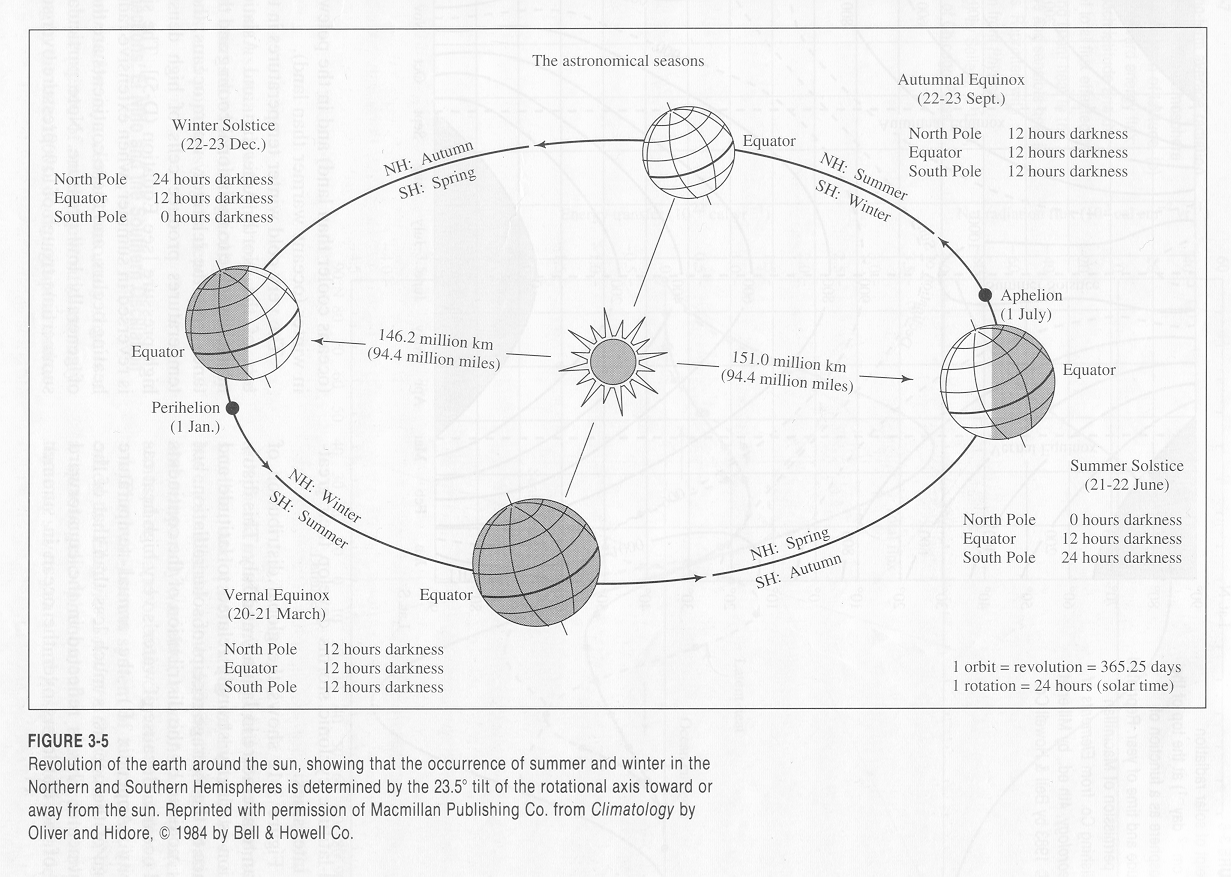 The astronomical seasons
Autumnal Equinox
(22-23 Sept.)
North Pole 12 hours darkness
Equator 12 hours darkness
South Pole 12 hours darkness
Winter Solstice
(22-23 Dec.)
North Pole 24 hours darkness
Equator 12 hours darkness
South Pole 0 hours darkness
Equator
NH: Autumn
SH: Spring
NH: Summer
SH: Winter
Aphelion
(1 July)
146.2 million km
(94.4 million miles)
151.0 million km
(94.4 million miles)
Equator
Equator
Perihelion
(1 Jan.)
NH: Winter
SH: Summer
Summer Solstice
(21-22 June)
North Pole 0 hours darkness
Equator 12 hours darkness
South Pole 24 hours darkness
NH: Spring
SH: Autumn
Vernal Equinox
(20-21 March)
Equator
North Pole 12 hours darkness
Equator 12 hours darkness
South Pole 12 hours darkness
1 orbit = revolution = 365.25 days
1 rotation = 24 hours (solar time)
FIGURE 3-5
Revolution of the earth around the sun, showing that the occurrence of summer and winter in the
Northern and Southern Hemispheres is determined by the 23.5° tilt of the rotational axis toward or
away from the sun. Reprinted with permission of Macmillan Publishing Co. from Climatology by
Oliver and Hidore, © 1984 by Bell & Howell Co.